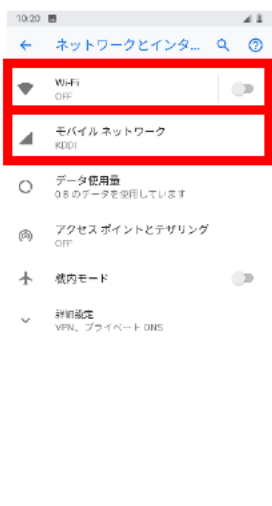 10:20
ネットワークとインタ...
Wi-Fi
OFF
モバイル ネットワーク
KDDI
データ使用量
0 B のデータを使用しています
アクセス ポイントとテザリング
OFF
機内モード
詳細設定
VPN、プライベート DNS